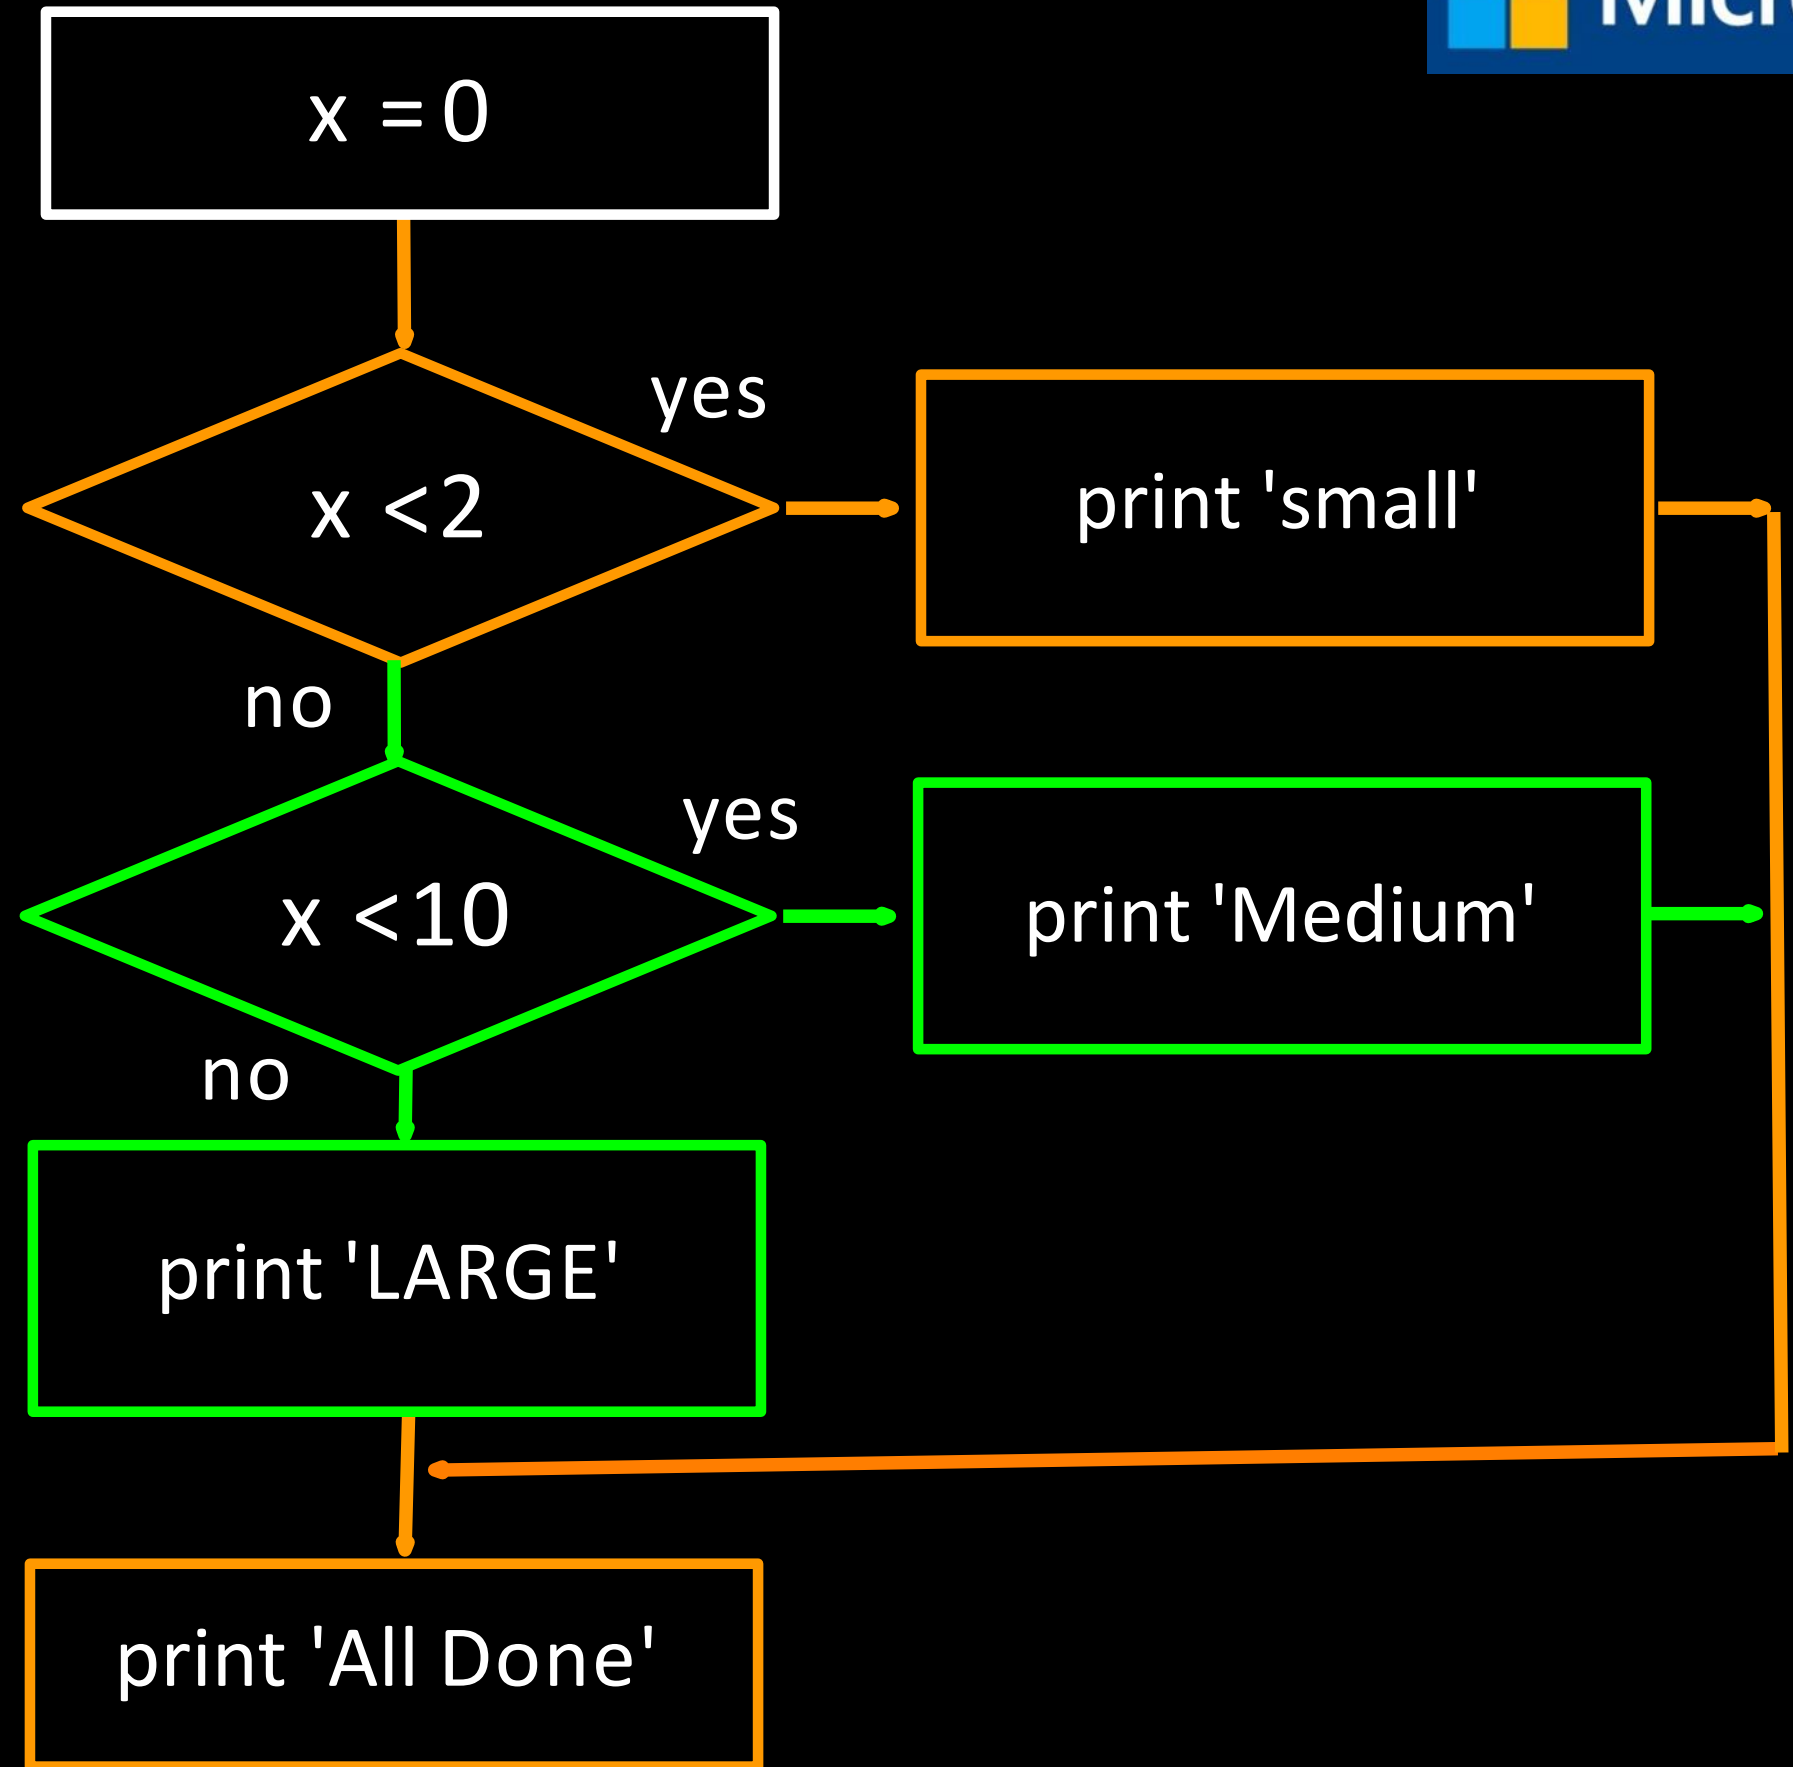 x = 0
yes
x <2
print 'small'
no
yes
x <10
print 'Medium'
no
print 'LARGE'
print 'All Done'